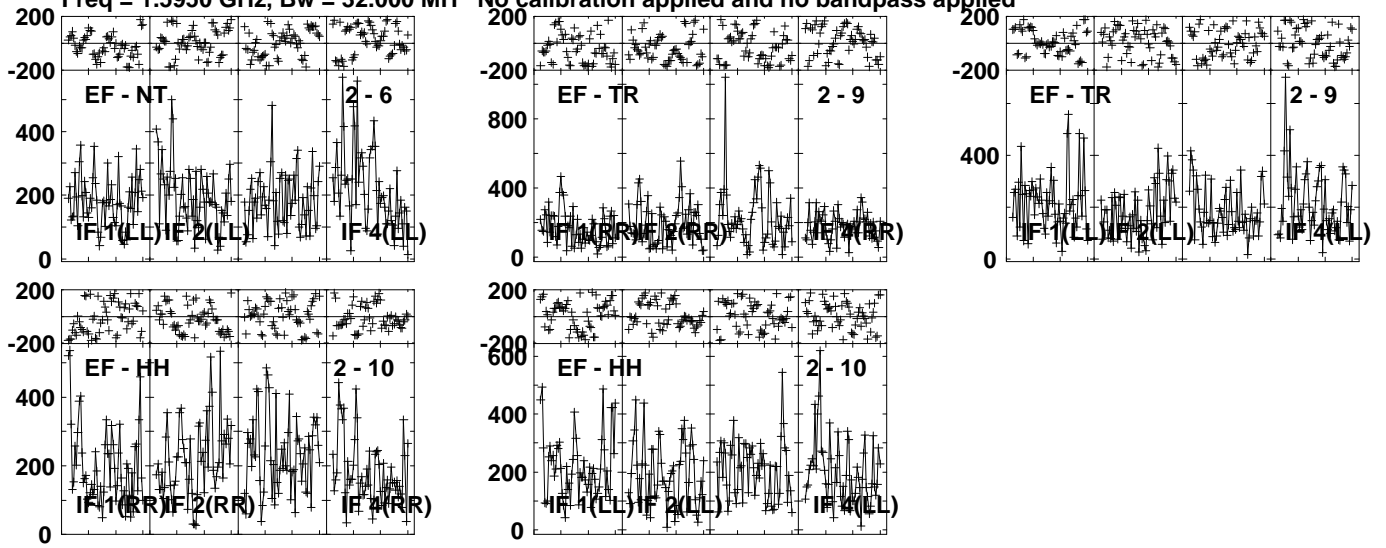 Freq = 1.5950 GHz, Bw = 32.000 MH No calibration applied and no bandpass applied
200
-200
EF - NT
2 - 6
400
200
0
IF 1(LL)
IF 2(LL)
IF 4(LL)
200
-200
EF - TR
2 - 9
800
400
0
IF 1(RR)
IF 2(RR)
IF 4(RR)
200
-200
EF - TR
2 - 9
400
0
IF 1(LL)
IF 2(LL)
IF 4(LL)
200
-200
EF - HH
2 - 10
400
200
0
IF 1(RR)
IF 2(RR)
IF 4(RR)
200
-200
600
EF - HH
2 - 10
400
200
0
IF 1(LL)
IF 2(LL)
IF 4(LL)